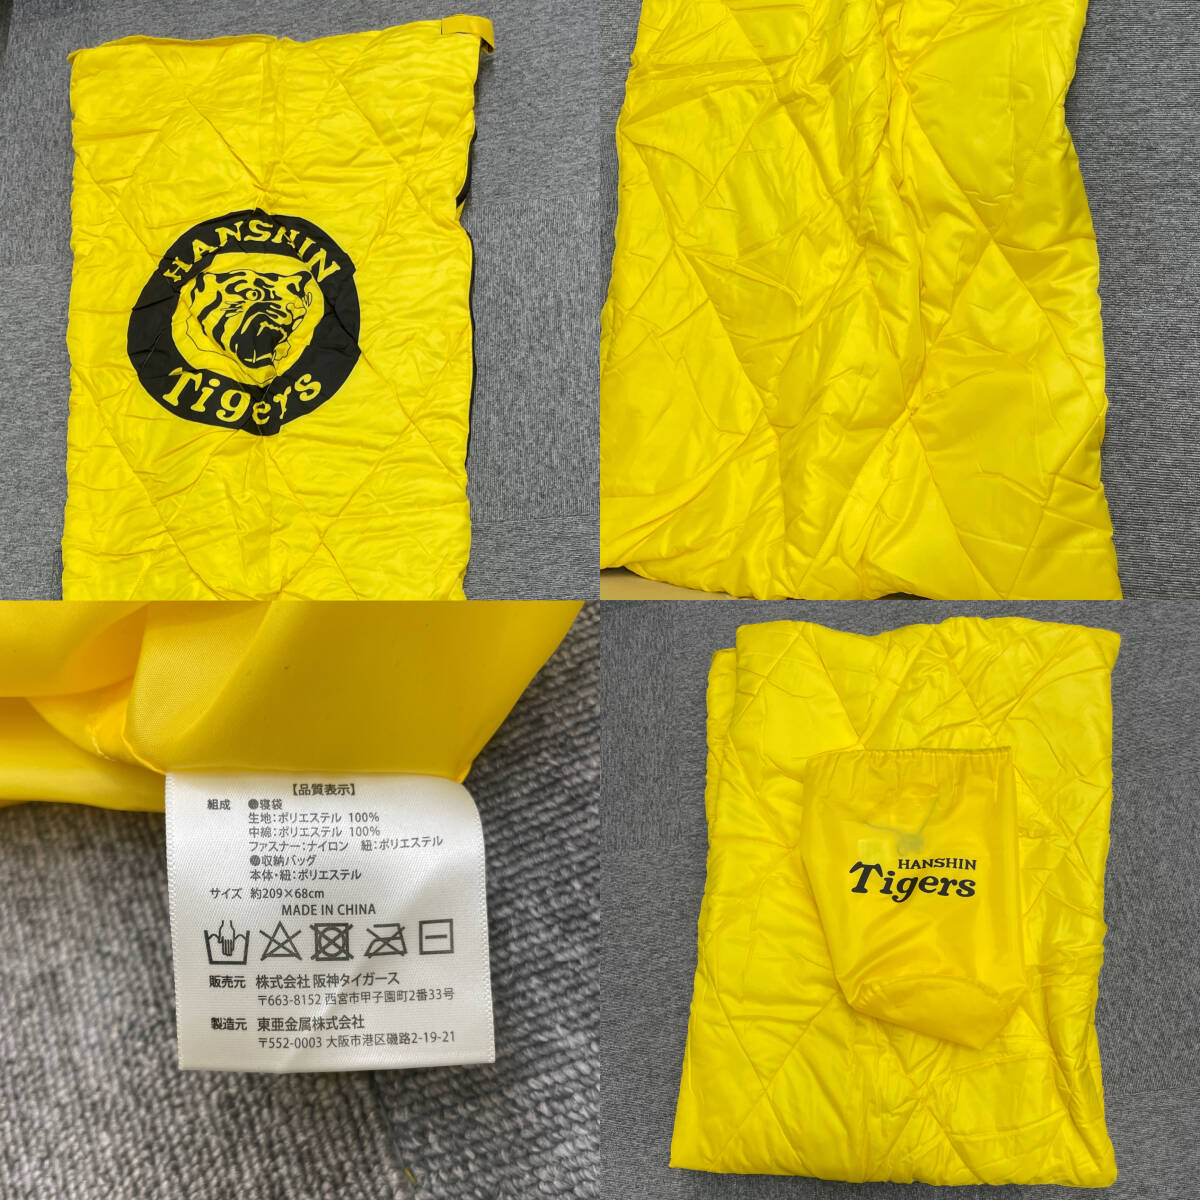 HANSHIN
Tigers
【品質表示】
組成 ●寝袋
生地:ポリエステル 100%
中綿:ポリエステル 100%
ファスナー:ナイロン 紐:ポリエステル
●収納バッグ
本体・紐:ポリエステル
サイズ 約209×68cm
MADE IN CHINA
販売元 株式会社 阪神タイガース
〒663-8152 西宮市甲子園町2番33号
製造元 東亜金属株式会社
〒552-0003 大阪市港区磯路2-19-21
HANSHIN
Tigers